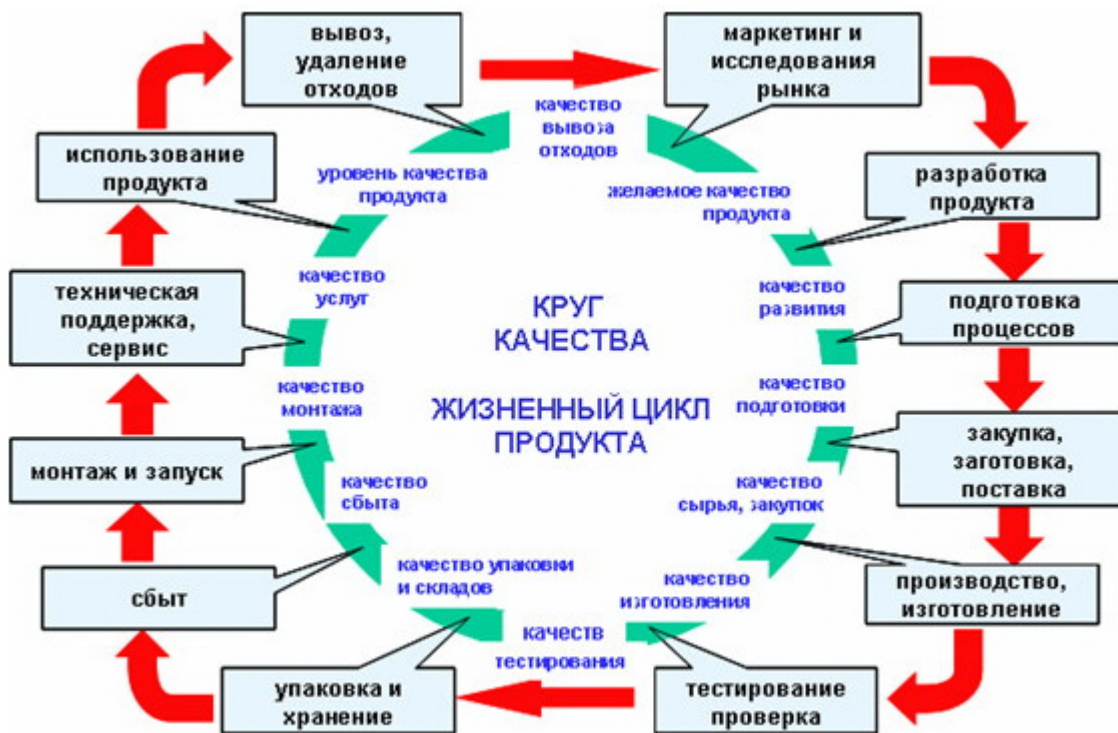 вывоз,
удаление
отходов
маркетинг и
исследования
рынка
разработка
продукта
подготовка
процессов
закупка,
заготовка,
поставка
производство,
изготовление
тестирование
проверка
упаковка и
хранение
сбыт
монтаж и запуск
техническая
поддержка,
сервис
использование
продукта
качество
вывоза
отходов
желаемое качество
продукта
качество
развития
качество
подготовки
качество
сырья, закупок
качество
изготовления
качеств
тестирования
качество упаковки
и складов
качество
сбыта
качество
монтажа
качество
услуг
уровень качества
продукта
КРУГ
КАЧЕСТВА
ЖИЗНЕННЫЙ ЦИКЛ
ПРОДУКТА